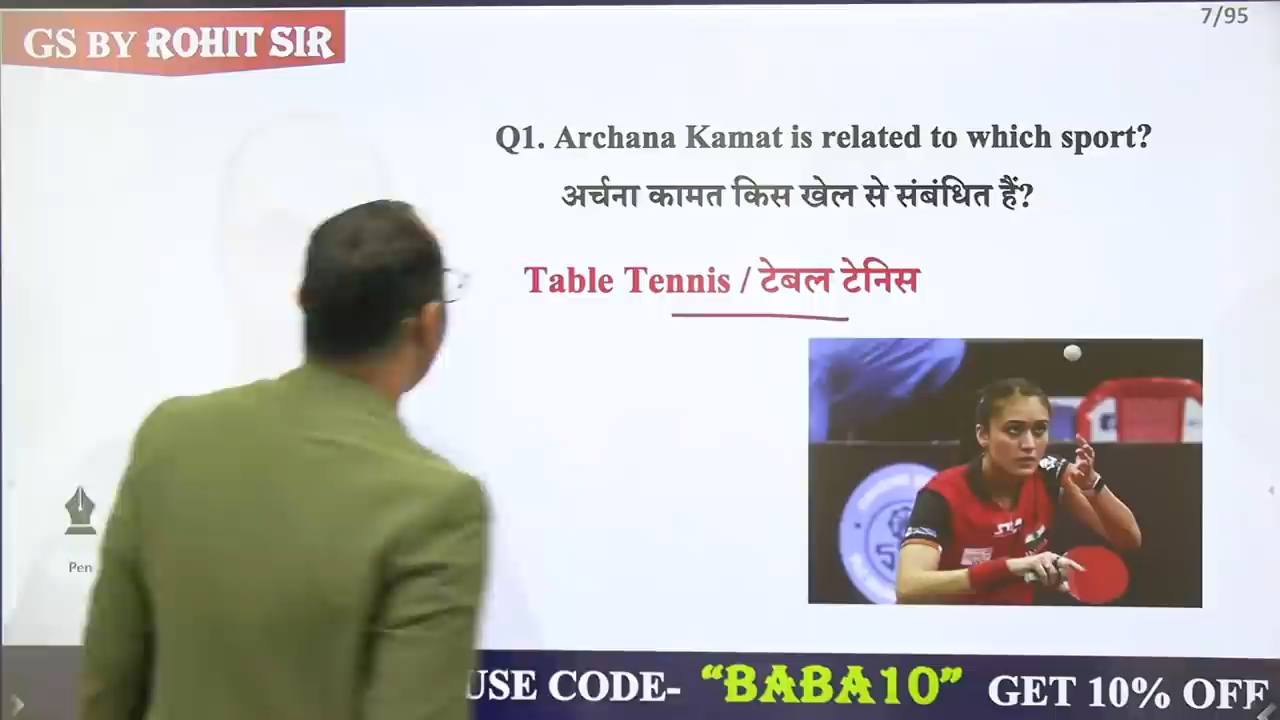 GS BY ROHIT SIR
7/95
Q1. Archana Kamat is related to which sport?
अर्चना कामत किस खेल से संबंधित हैं?
Table Tennis / टेबल टेनिस
Pen
USE CODE- “BABA10” GET 10% OFF